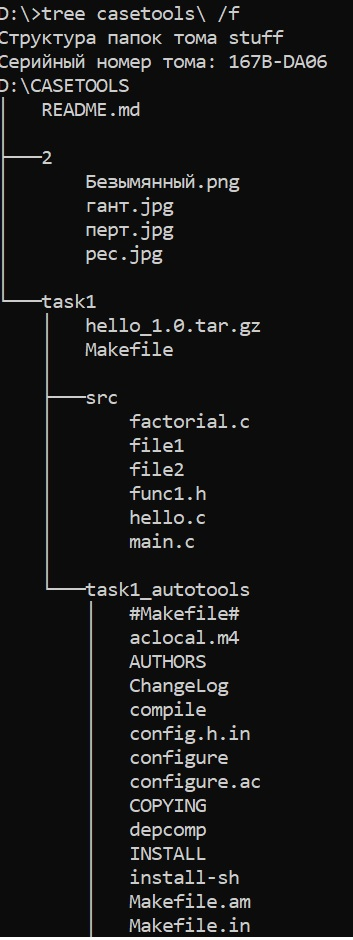 D:\>tree casetools\ /f
Структура папок тома stuff
Серийный номер тома: 167B-DA06
D:\CASETOOLS
README.md
2
Безымянный.png
гант.jpg
перт.jpg
рес.jpg
task1
hello_1.0.tar.gz
Makefile
src
factorial.c
file1
file2
func1.h
hello.c
main.c
task1_autotools
#Makefile#
aclocal.m4
AUTHORS
ChangeLog
compile
config.h.in
configure
configure.ac
COPYING
depcomp
INSTALL
install-sh
Makefile.am
Makefile.in